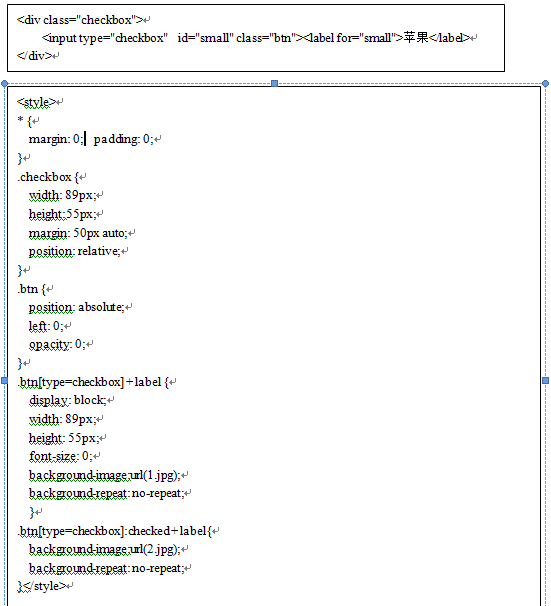 <div class="checkbox">
<input type="checkbox" id="small" class="btn"><label for="small">苹果</label>
</div>
<style>
* {
margin: 0; padding: 0;
}
.checkbox {
width: 89px;
height:55px;
margin: 50px auto;
position: relative;
}
.btn {
position: absolute;
left: 0;
opacity: 0;
}
.btn[type=checkbox] + label {
display: block;
width: 89px;
height: 55px;
font-size: 0;
background-image:url(1.jpg);
background-repeat: no-repeat;
}
.btn[type=checkbox]:checked + label{
background-image:url(2.jpg);
background-repeat: no-repeat;
}</style>